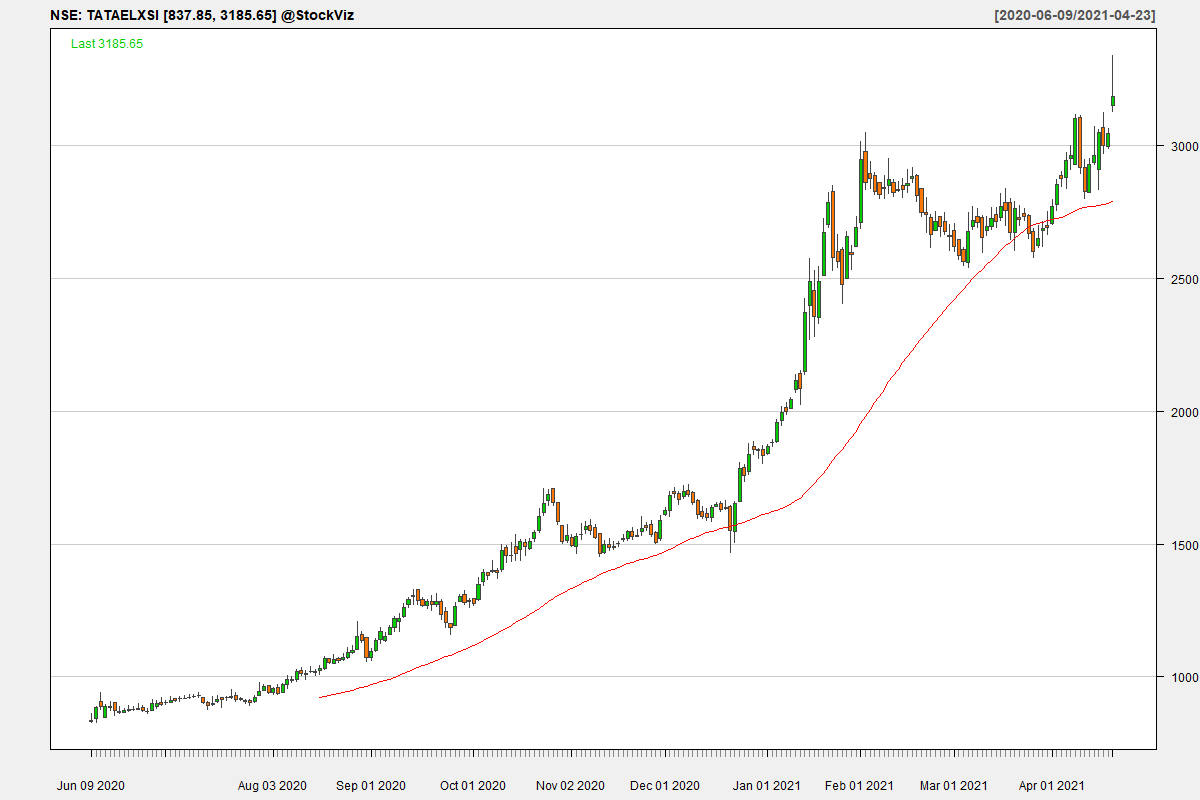 NSE: TATAELXSI [837.85, 3185.65] @StockViz
[2020-06-09/2021-04-23]
Last 3185.65
3000
2500
2000
1500
1000
Jun 09 2020
Aug 03 2020
Sep 01 2020
Oct 01 2020
Nov 02 2020
Dec 01 2020
Jan 01 2021
Feb 01 2021
Mar 01 2021
Apr 01 2021